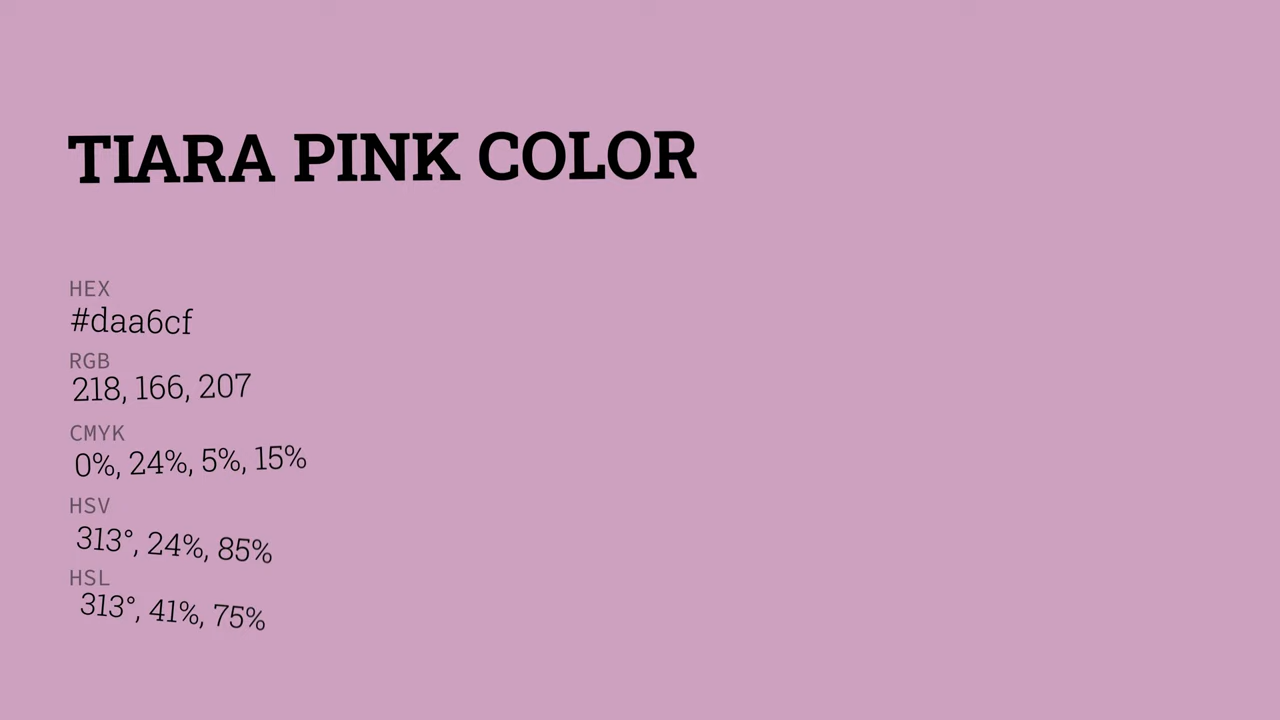 TIARA PINK COLOR
HEX
#daa6cf
RGB
218, 166, 207
CMYK
0%, 24%, 5%, 15%
HSV
313°, 24%, 85%
HSL
313°, 41%, 75%